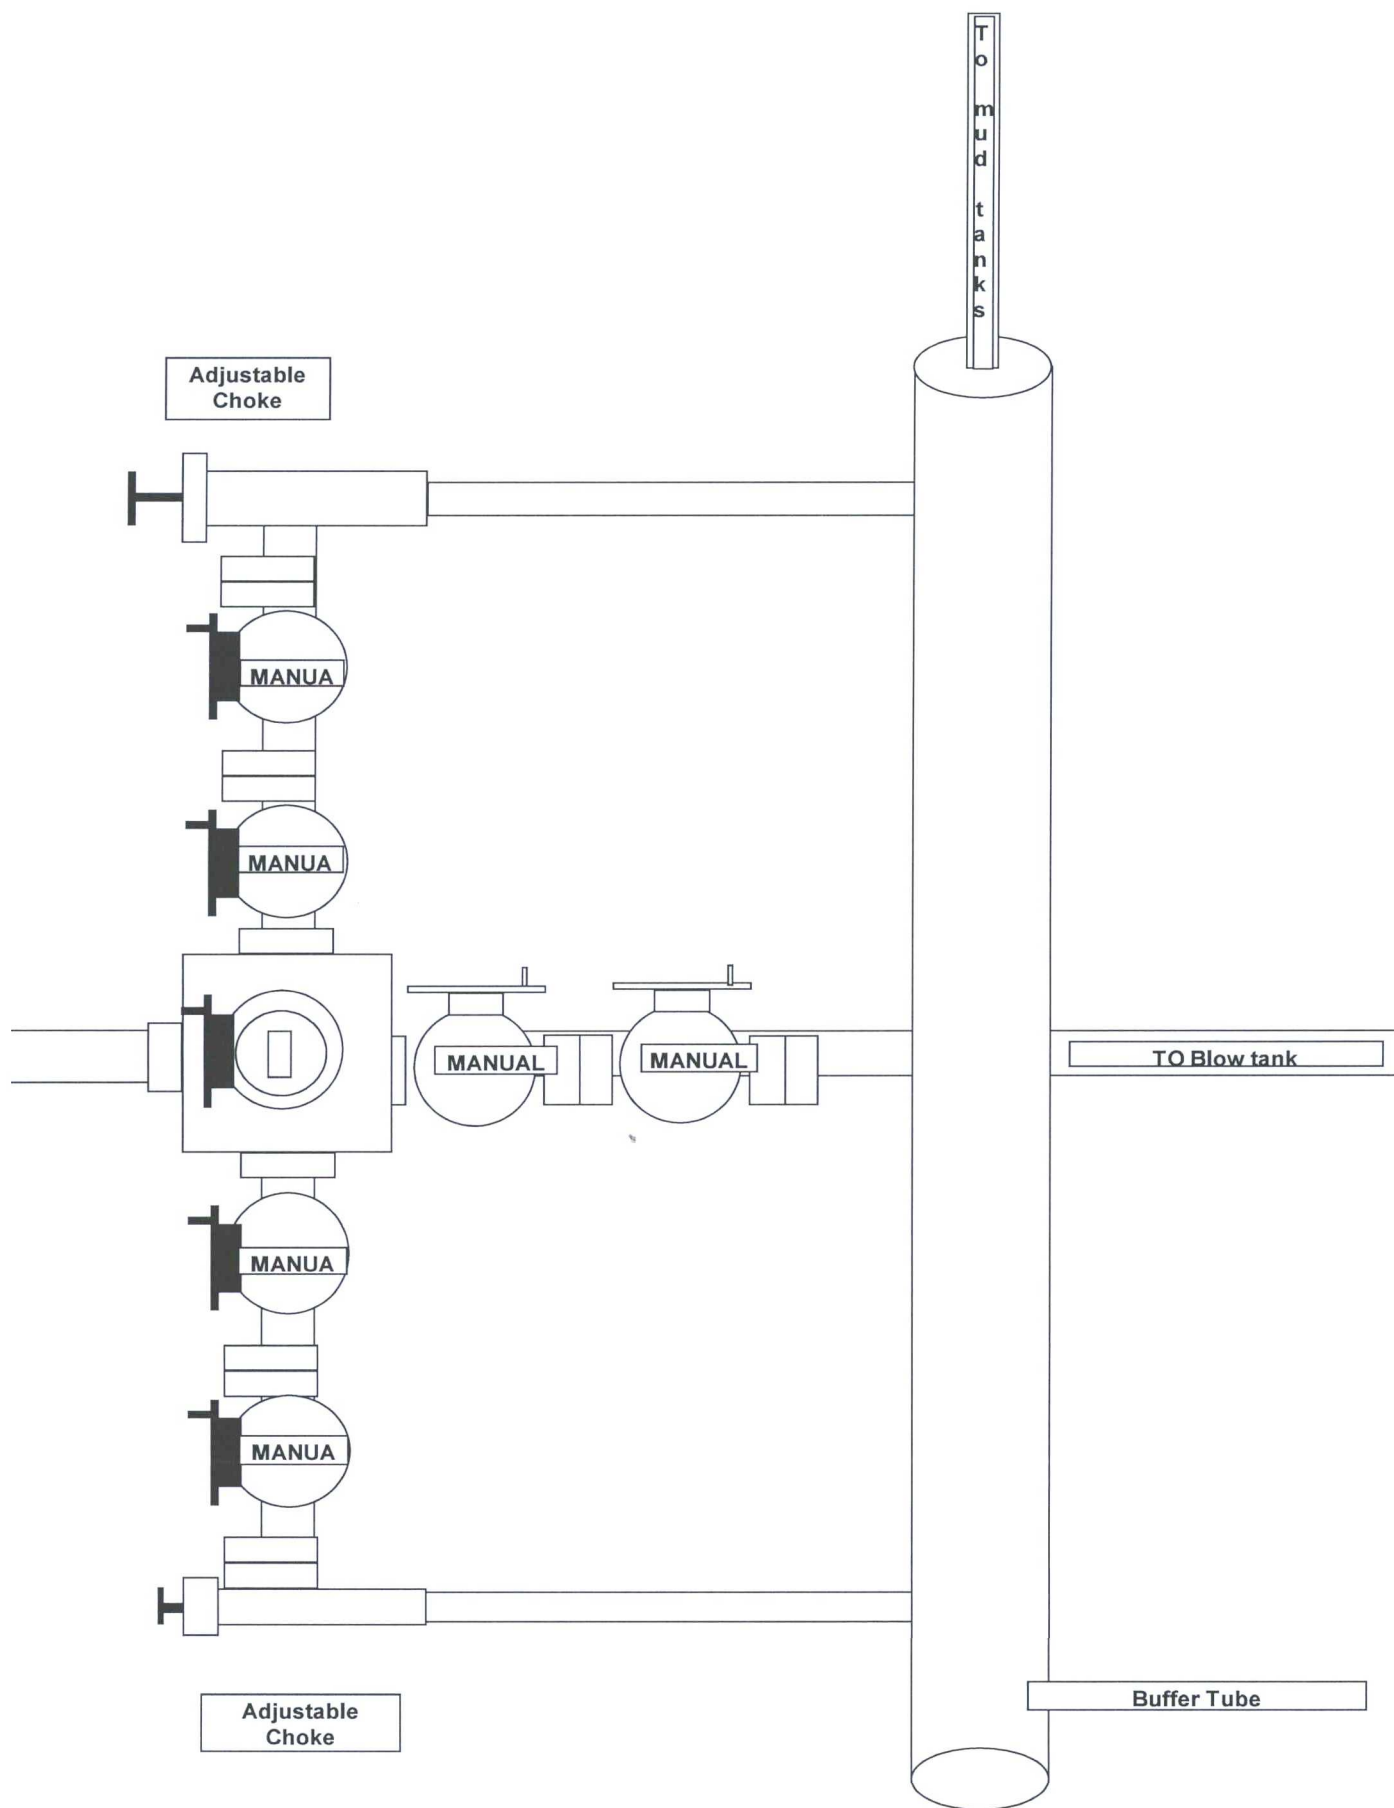 To mud tanks
Adjustable
Choke
MANUA
MANUA
MANUAL
MANUAL
TO Blow tank
MANUA
MANUA
Buffer Tube
Adjustable
Choke